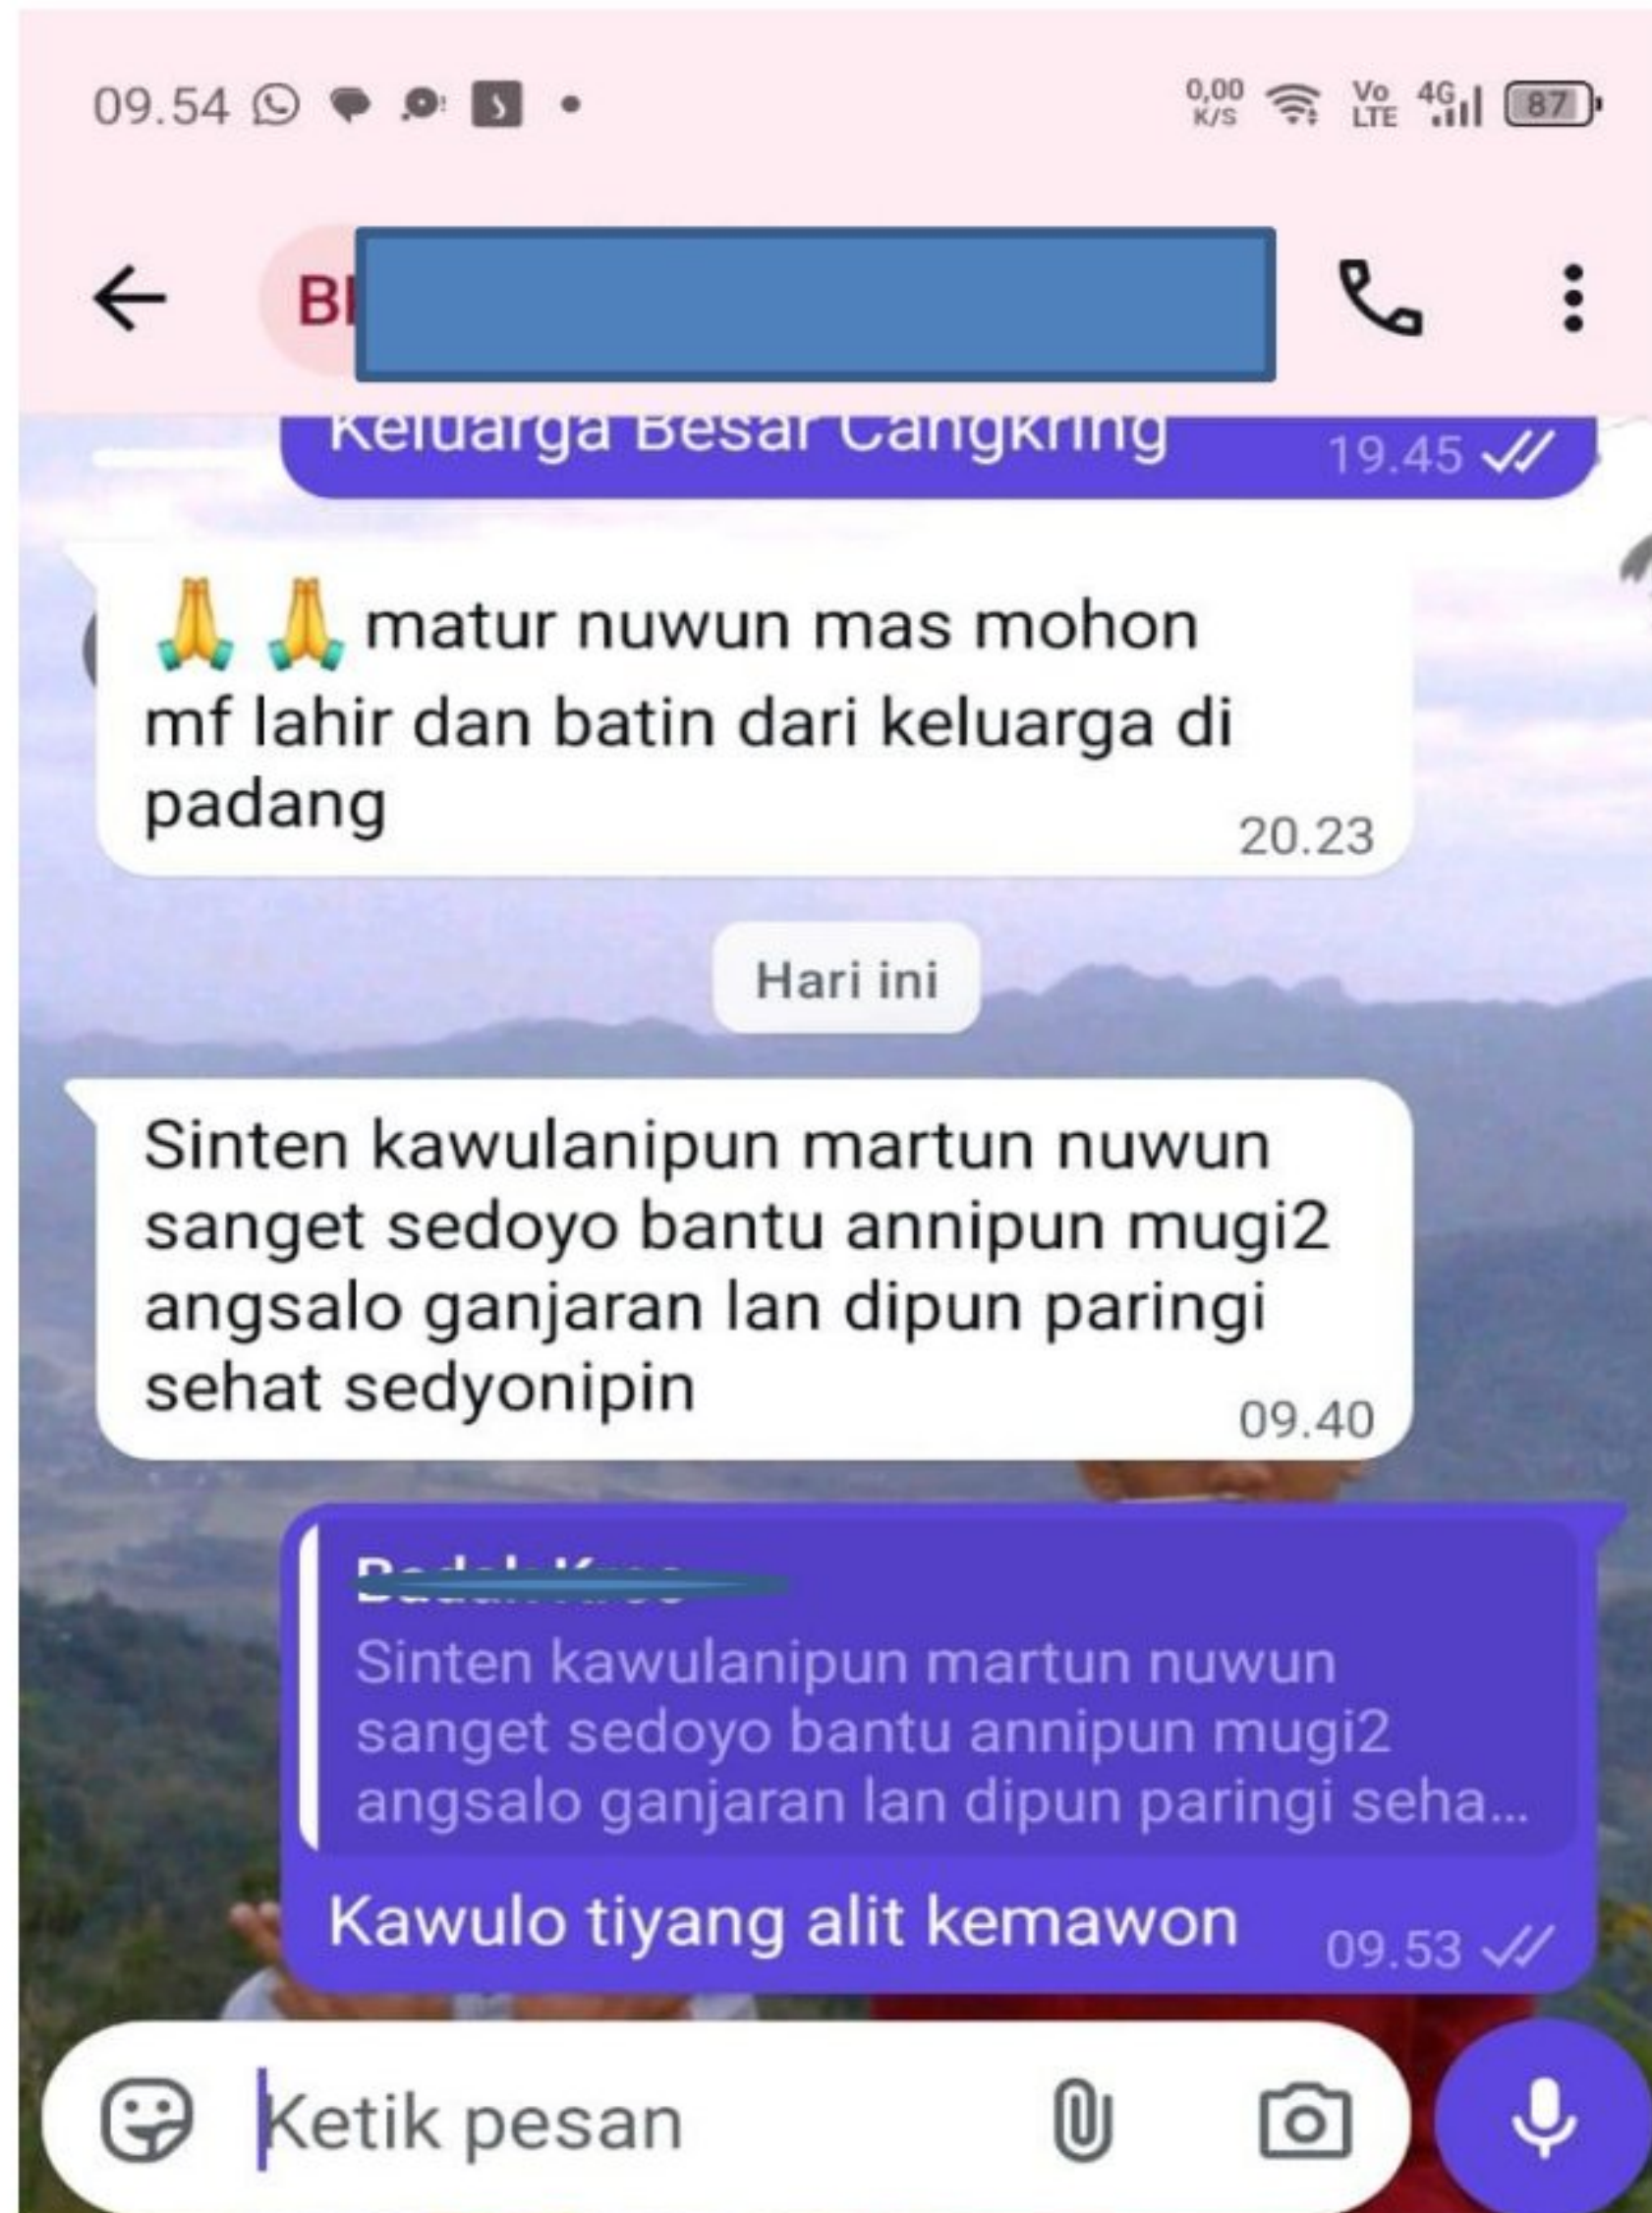 09.54
0,00 K/S Vo LTE 4G 87
Keluarga Besar Cangkring
19.45
🙏 🙏 matur nuwun mas mohon
mf lahir dan batin dari keluarga di
padang
20.23
Hari ini
Sinten kawulanipun martun nuwun
sanget sedoyo bantu annipun mugi2
angsalo ganjaran lan dipun paringi
sehat sedyonipin
09.40
Sinten kawulanipun martun nuwun
sanget sedoyo bantu annipun mugi2
angsalo ganjaran lan dipun paringi seha...
Kawulo tiyang alit kemawon
09.53
Ketik pesan